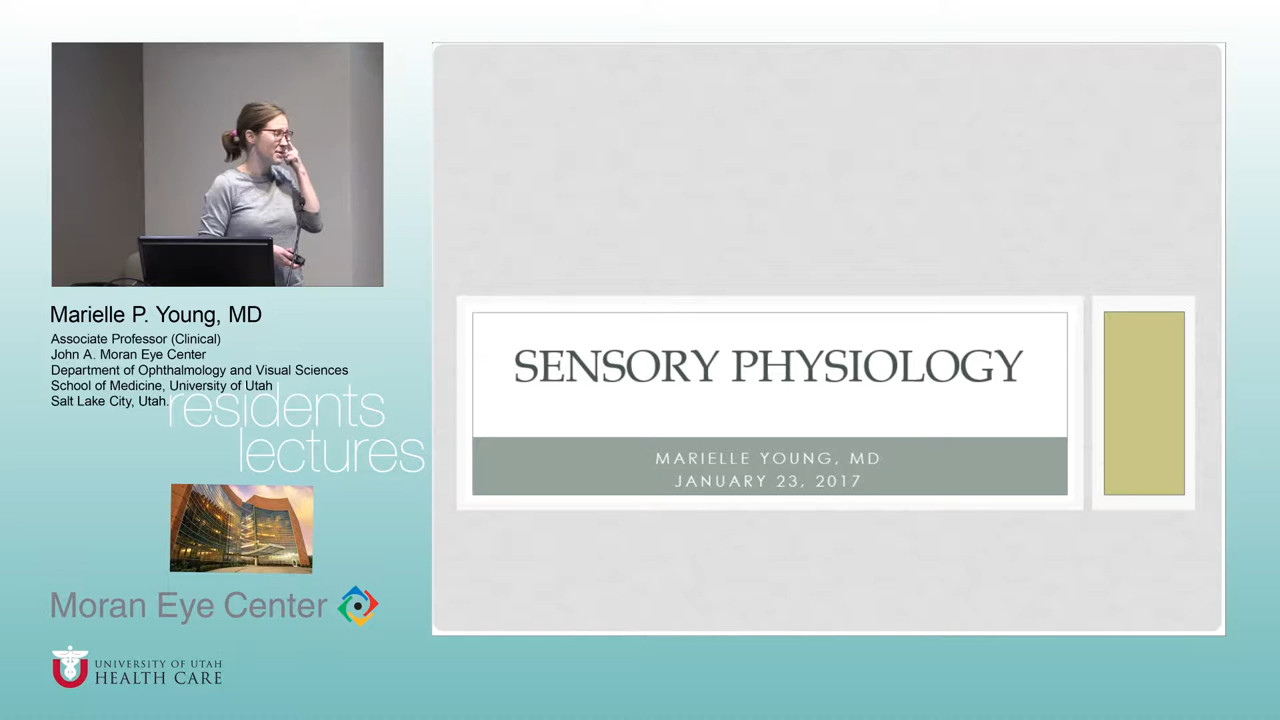 Marielle P. Young, MD
Associate Professor (Clinical)
John A. Moran Eye Center
Department of Ophthalmology and Visual Sciences
School of Medicine, University of Utah
Salt Lake City, Utah.
residents
lectures
Moran Eye Center
UNIVERSITY OF UTAH
HEALTH CARE
SENSORY PHYSIOLOGY
MARIELLE YOUNG, MD
JANUARY 23, 2017